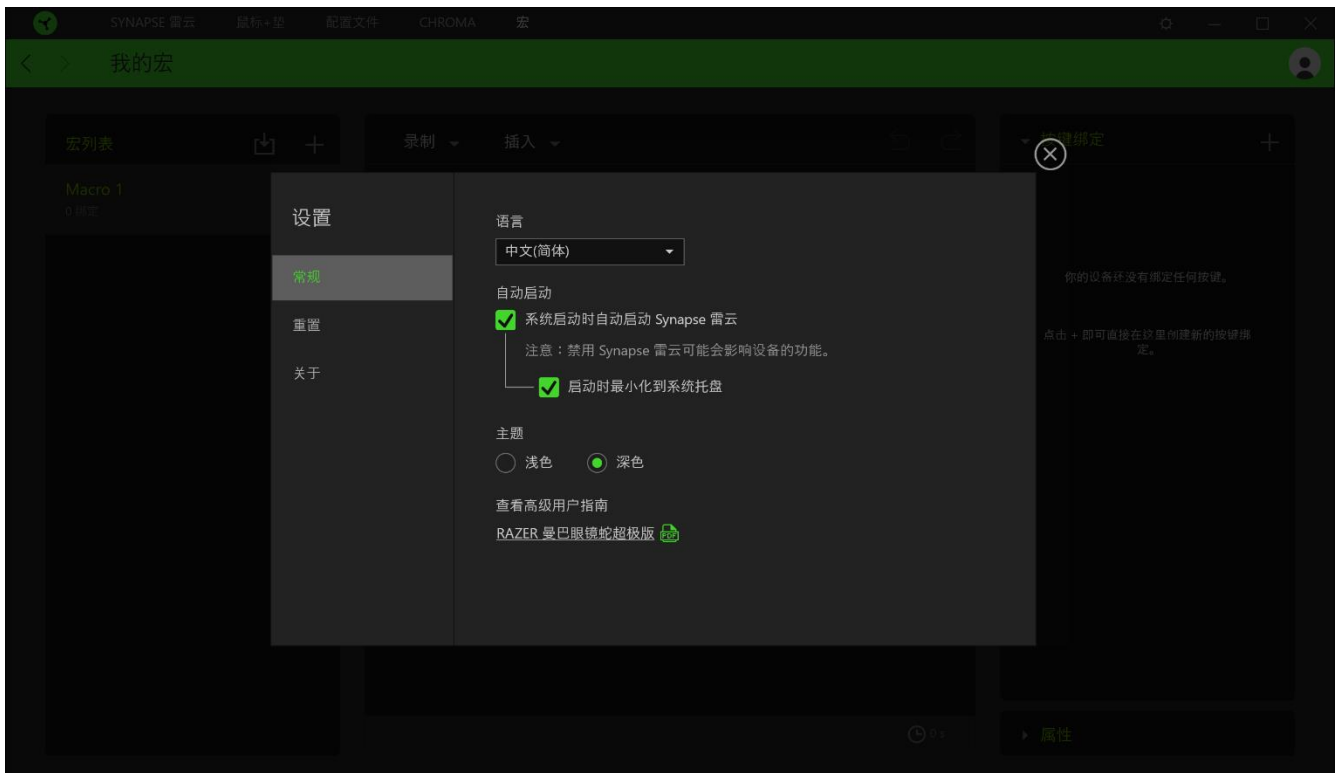 SYNAPSE 雷云 鼠标+垫 配置文件 CHROMA 宏
我的宏
宏列表
录制 插入
按键绑定
Macro 1
0 绑定
设置
常规
重置
关于
语言
中文(简体)
自动启动
系统启动时自动启动 Synapse 雷云
注意：禁用 Synapse 雷云可能会影响设备的功能。
启动时最小化到系统托盘
主题
浅色 深色
查看高级用户指南
RAZER 曼巴眼镜蛇超极版 PDF
你的设备还没有绑定任何按键。
点击 + 即可直接在这里创建新的按键绑
定。
0 s
属性